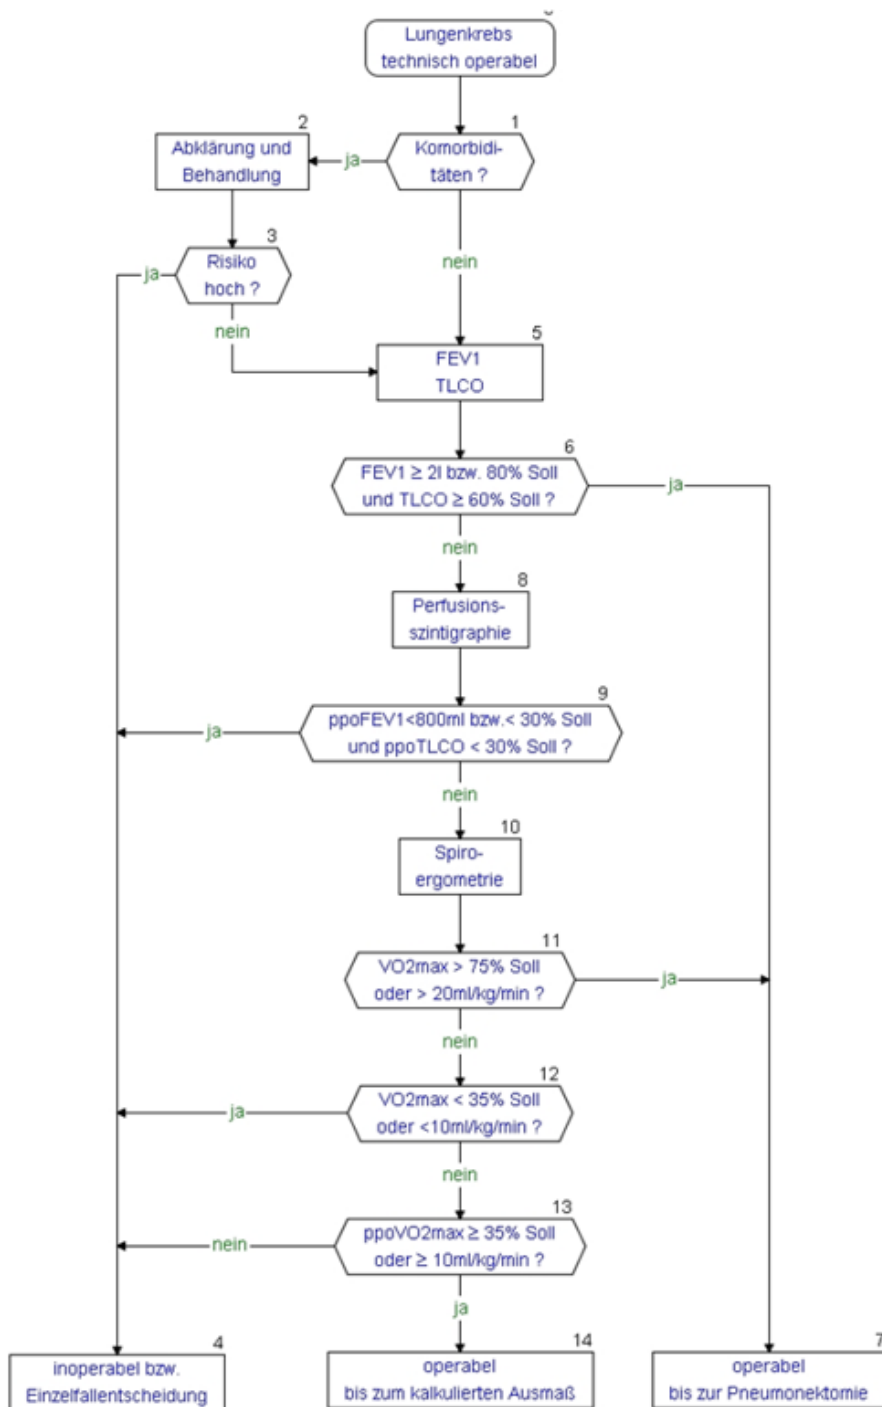 Lungenkrebs
technisch operabel
1
Komorbidi-
täten ?
ja
2
Abklärung und
Behandlung
nein
3
Risiko
hoch ?
ja
nein
5
FEV1
TLCO
6
FEV1 ≥ 2l bzw. 80% Soll
und TLCO ≥ 60% Soll ?
ja
nein
8
Perfusions-
szintigraphie
9
ppoFEV1<800ml bzw.< 30% Soll
und ppoTLCO < 30% Soll ?
ja
nein
10
Spiro-
ergometrie
11
VO2max > 75% Soll
oder > 20ml/kg/min ?
ja
nein
12
VO2max < 35% Soll
oder <10ml/kg/min ?
ja
nein
13
ppoVO2max ≥ 35% Soll
oder ≥ 10ml/kg/min ?
nein
ja
4
inoperabel bzw.
Einzelfallentscheidung
14
operabel
bis zum kalkulierten Ausmaß
7
operabel
bis zur Pneumonektomie